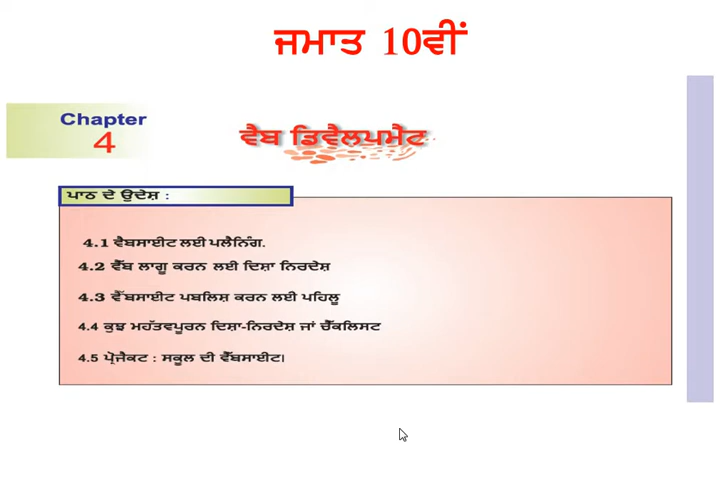 ਜਮਾਤ 10ਵੀਂ
Chapter
4
ਵੈਬ ਡਿਵੈਲਪਮੈਂਟ
ਪਾਠ ਦੇ ਉਦੇਸ਼ :
4.1 ਵੈਬਸਾਈਟ ਲਈ ਪਲੈਨਿੰਗ.
4.2 ਵੈੱਬ ਲਾਗੂ ਕਰਨ ਲਈ ਦਿਸ਼ਾ ਨਿਰਦੇਸ਼
4.3 ਵੈੱਬਸਾਈਟ ਪਬਲਿਸ਼ ਕਰਨ ਲਈ ਪਹਿਲੂ
4.4 ਕੁਝ ਮਹੱਤਵਪੂਰਨ ਦਿਸ਼ਾ-ਨਿਰਦੇਸ਼ ਜਾਂ ਚੈੱਕਲਿਸਟ
4.5 ਪ੍ਰੋਜੈਕਟ : ਸਕੂਲ ਦੀ ਵੈੱਬਸਾਈਟ।